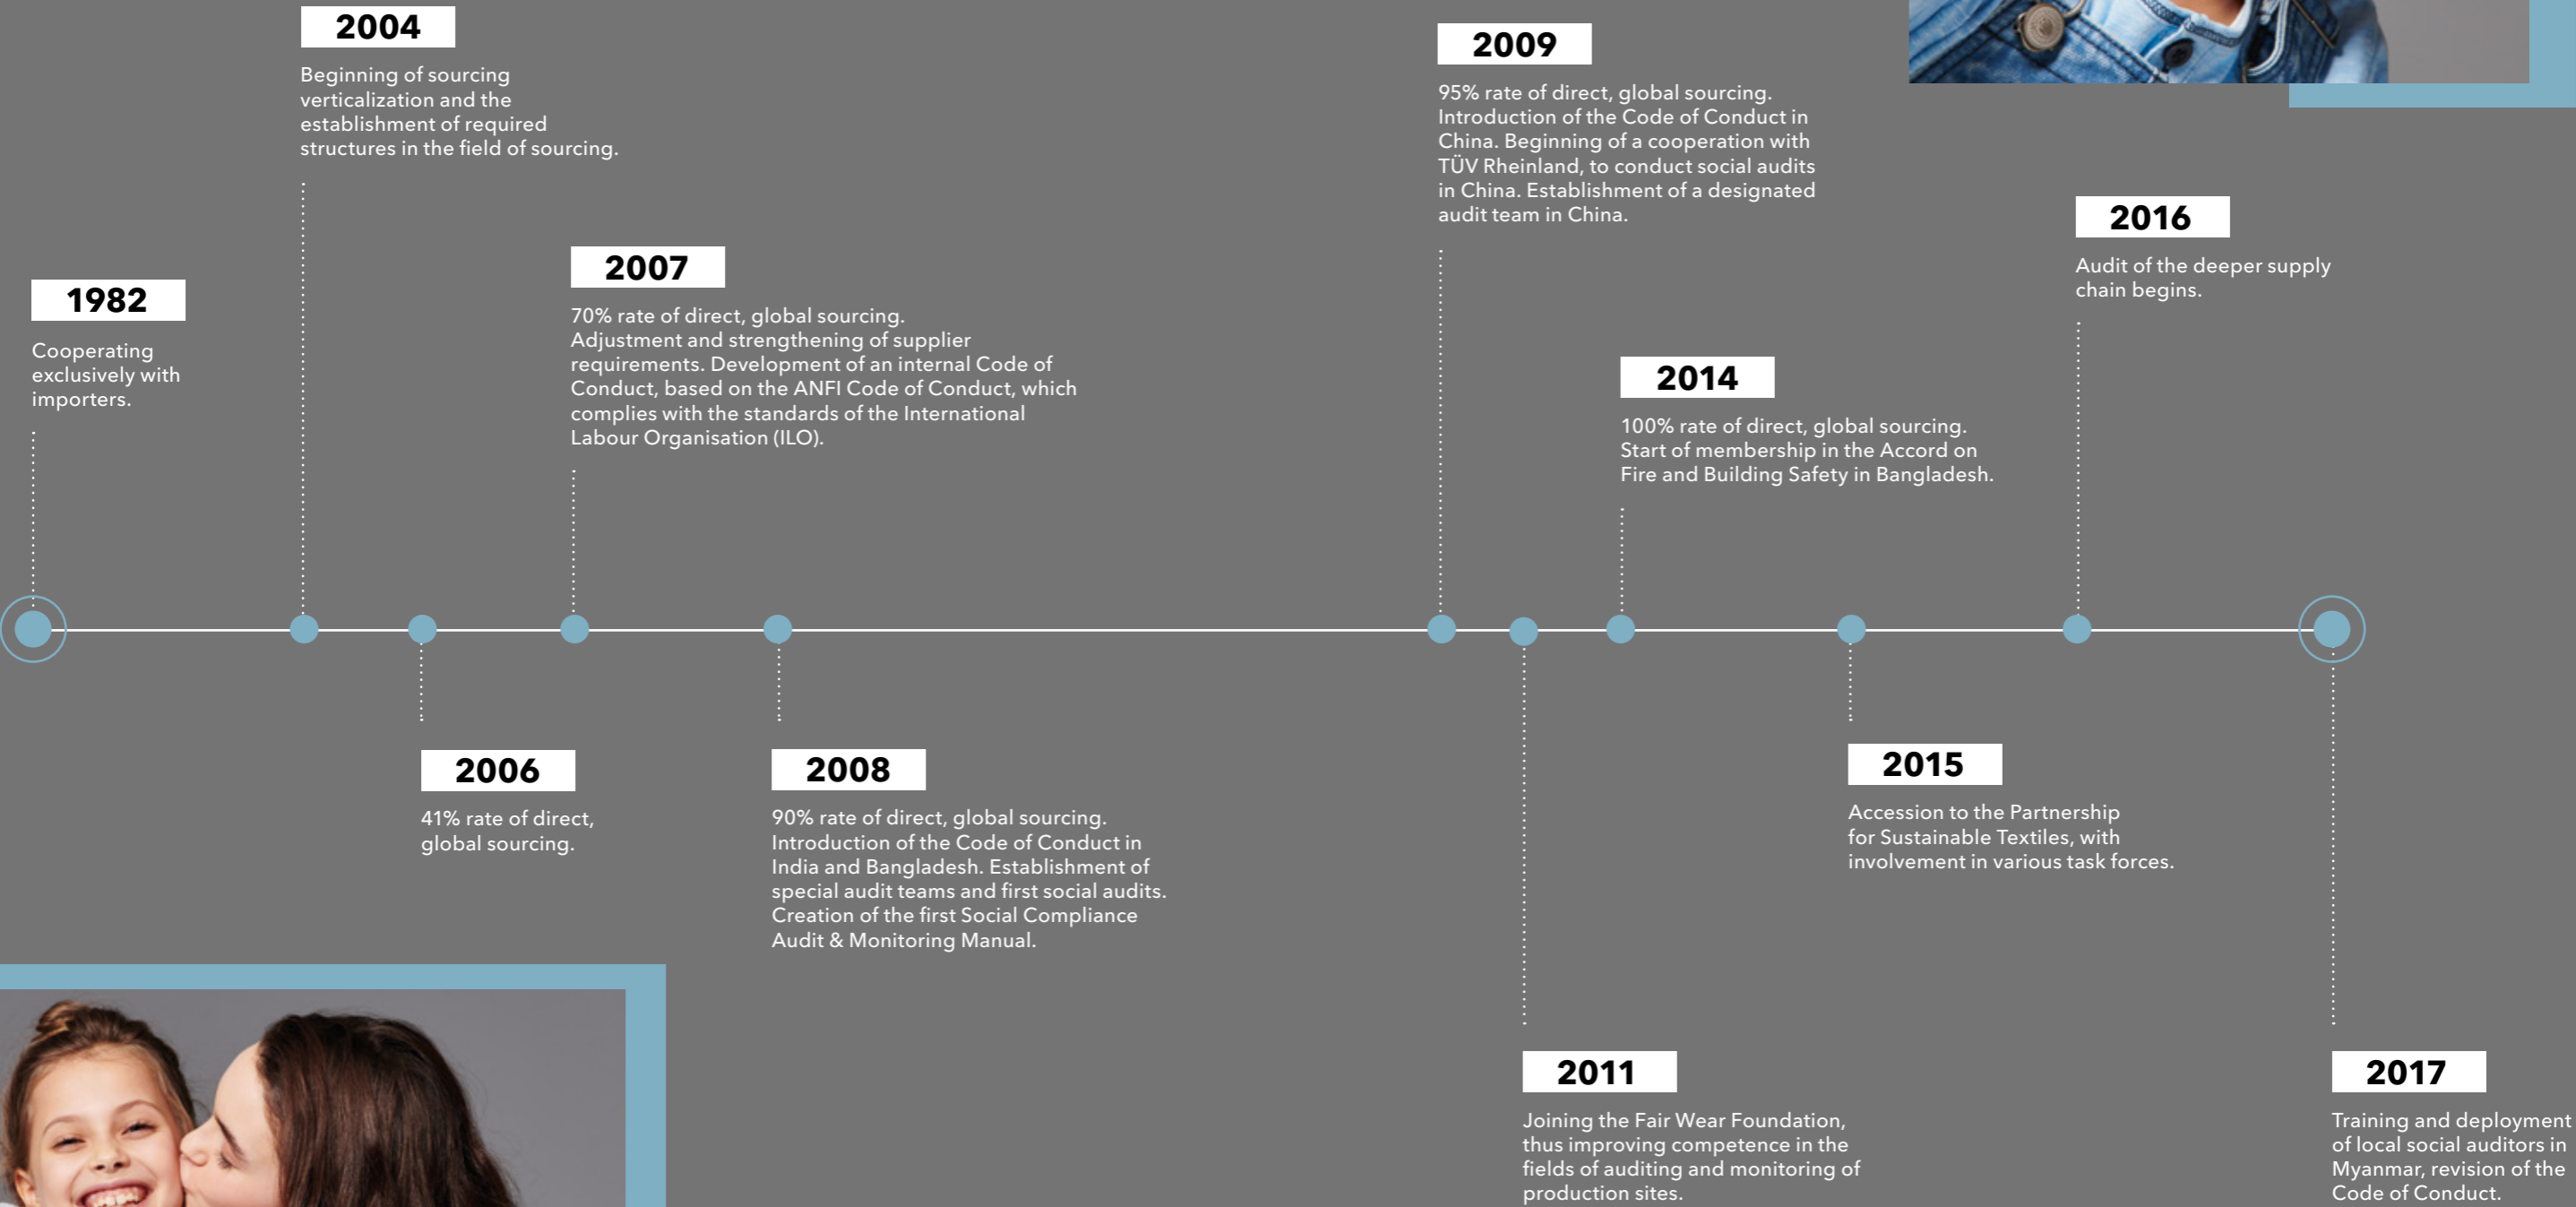 1982
Cooperating
exclusively with
importers.
2004
Beginning of sourcing
verticalization and the
establishment of required
structures in the field of sourcing.
2006
41% rate of direct,
global sourcing.
2007
70% rate of direct, global sourcing.
Adjustment and strengthening of supplier
requirements. Development of an internal Code of
Conduct, based on the ANFI Code of Conduct, which
complies with the standards of the International
Labour Organisation (ILO).
2008
90% rate of direct, global sourcing.
Introduction of the Code of Conduct in
India and Bangladesh. Establishment of
special audit teams and first social audits.
Creation of the first Social Compliance
Audit & Monitoring Manual.
2009
95% rate of direct, global sourcing.
Introduction of the Code of Conduct in
China. Beginning of a cooperation with
TÜV Rheinland, to conduct social audits
in China. Establishment of a designated
audit team in China.
2011
Joining the Fair Wear Foundation,
thus improving competence in the
fields of auditing and monitoring of
production sites.
2014
100% rate of direct, global sourcing.
Start of membership in the Accord on
Fire and Building Safety in Bangladesh.
2015
Accession to the Partnership
for Sustainable Textiles, with
involvement in various task forces.
2016
Audit of the deeper supply
chain begins.
2017
Training and deployment
of local social auditors in
Myanmar, revision of the
Code of Conduct.